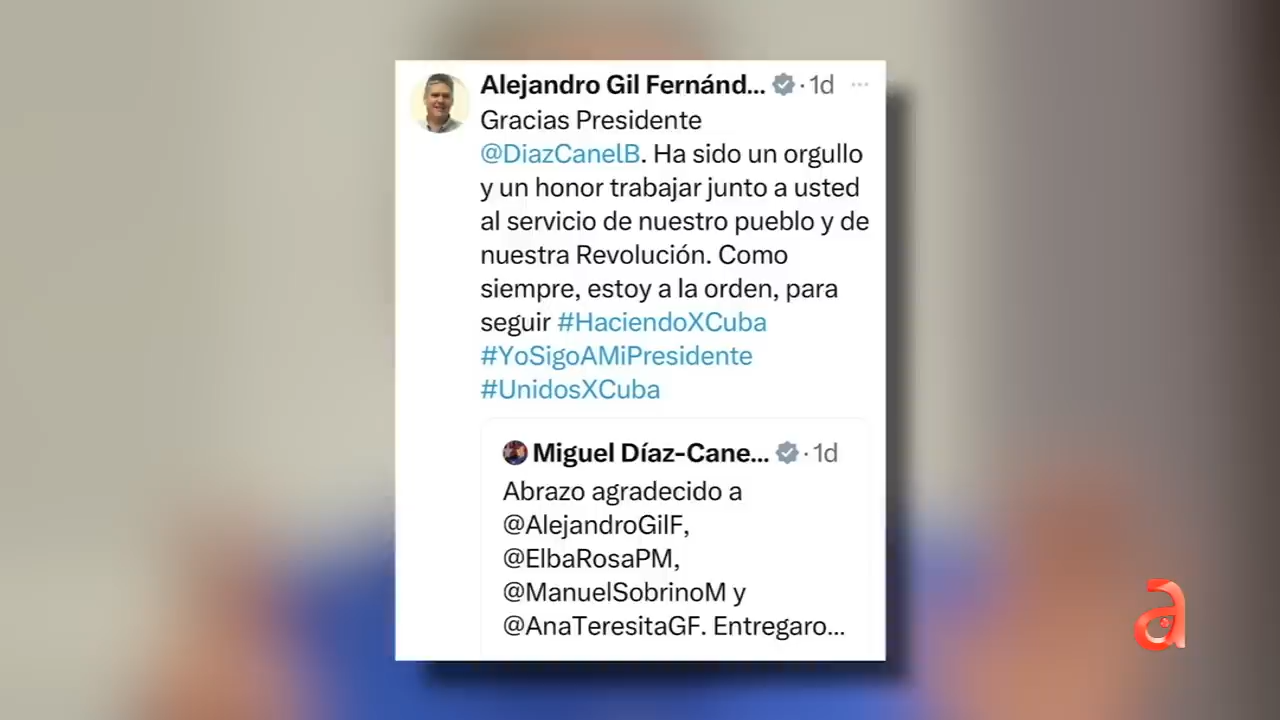 Alejandro Gil Fernánd... · 1d ...
Gracias Presidente
@DiazCanelB. Ha sido un orgullo
y un honor trabajar junto a usted
al servicio de nuestro pueblo y de
nuestra Revolución. Como
siempre, estoy a la orden, para
seguir #HaciendoXCuba
#YoSigoAMiPresidente
#UnidosXCuba
Miguel Díaz-Cane... · 1d
Abrazo agradecido a
@AlejandroGilF,
@ElbaRosaPM,
@ManuelSobrinoM y
@AnaTeresitaGF. Entregaro...
a